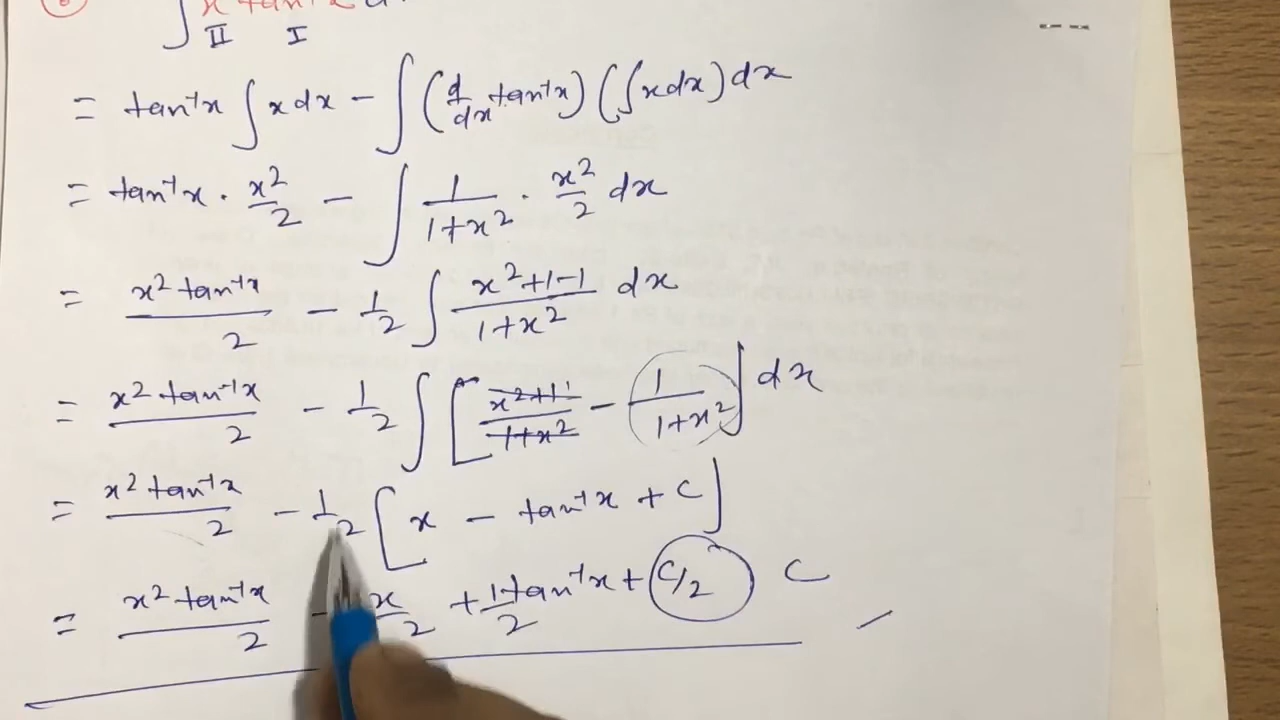 ∫ x tan⁻¹x d
II I
= tan⁻¹x ∫ x dx − ∫ (d/dx tan⁻¹x) (∫xdx) dx
= tan⁻¹x · x²/2 − ∫ 1/(1+x²) · x²/2 dx
= x² tan⁻¹x/2 − 1/2 ∫ (x²+1−1)/(1+x²) dx
= x² tan⁻¹x/2 − 1/2 ∫ [(x²+1)/(1+x²) − 1/(1+x²)] dx
= x² tan⁻¹x/2 − 1/2 [x − tan⁻¹x + c]
= x² tan⁻¹x/2 − x/2 + 1/2 tan⁻¹x + c/2 C